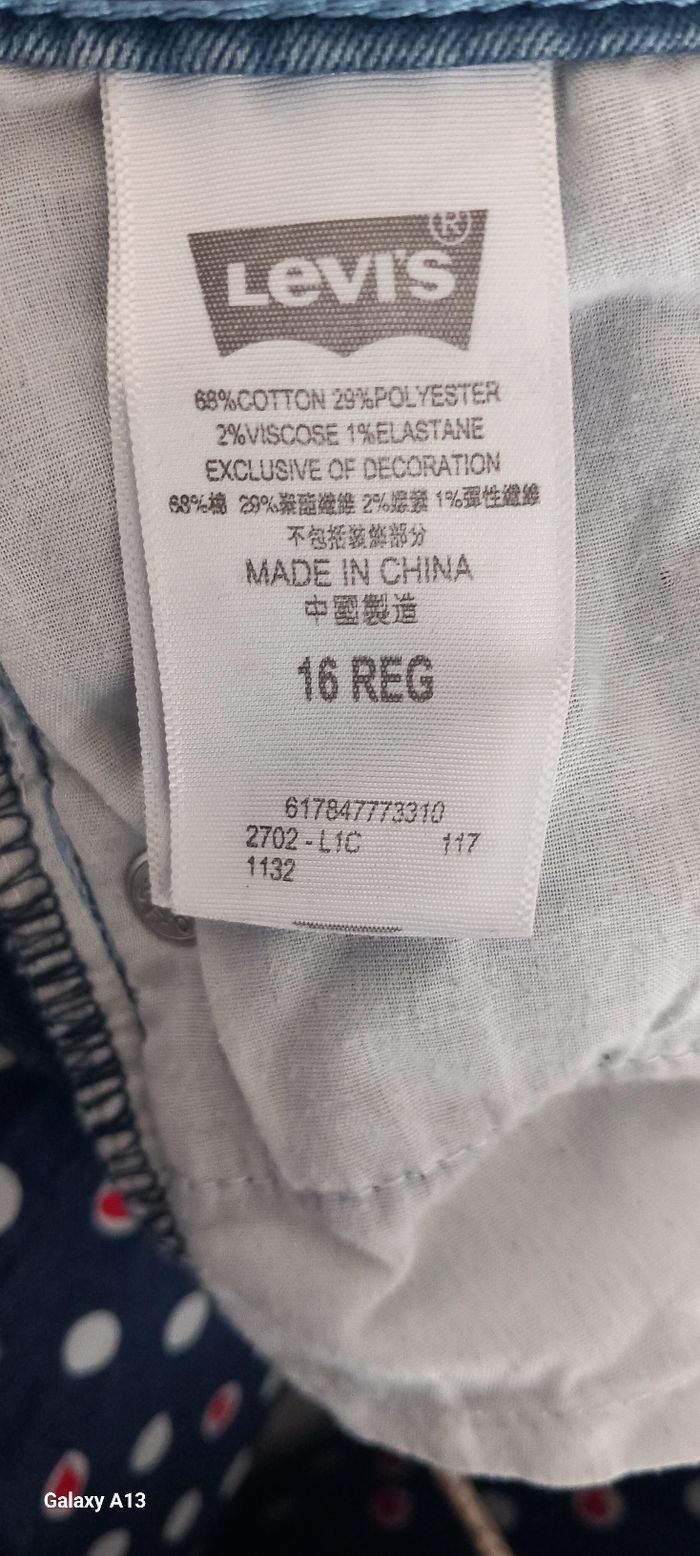 LEVI'S®
68%COTTON 29%POLYESTER
2%VISCOSE 1%ELASTANE
EXCLUSIVE OF DECORATION
68%棉 29%聚酯纖維 2%嫘縈 1%彈性纖維
不包括裝飾部分
MADE IN CHINA
中國製造
16 REG
617847773310
2702 - L1C 117
1132
Galaxy A13